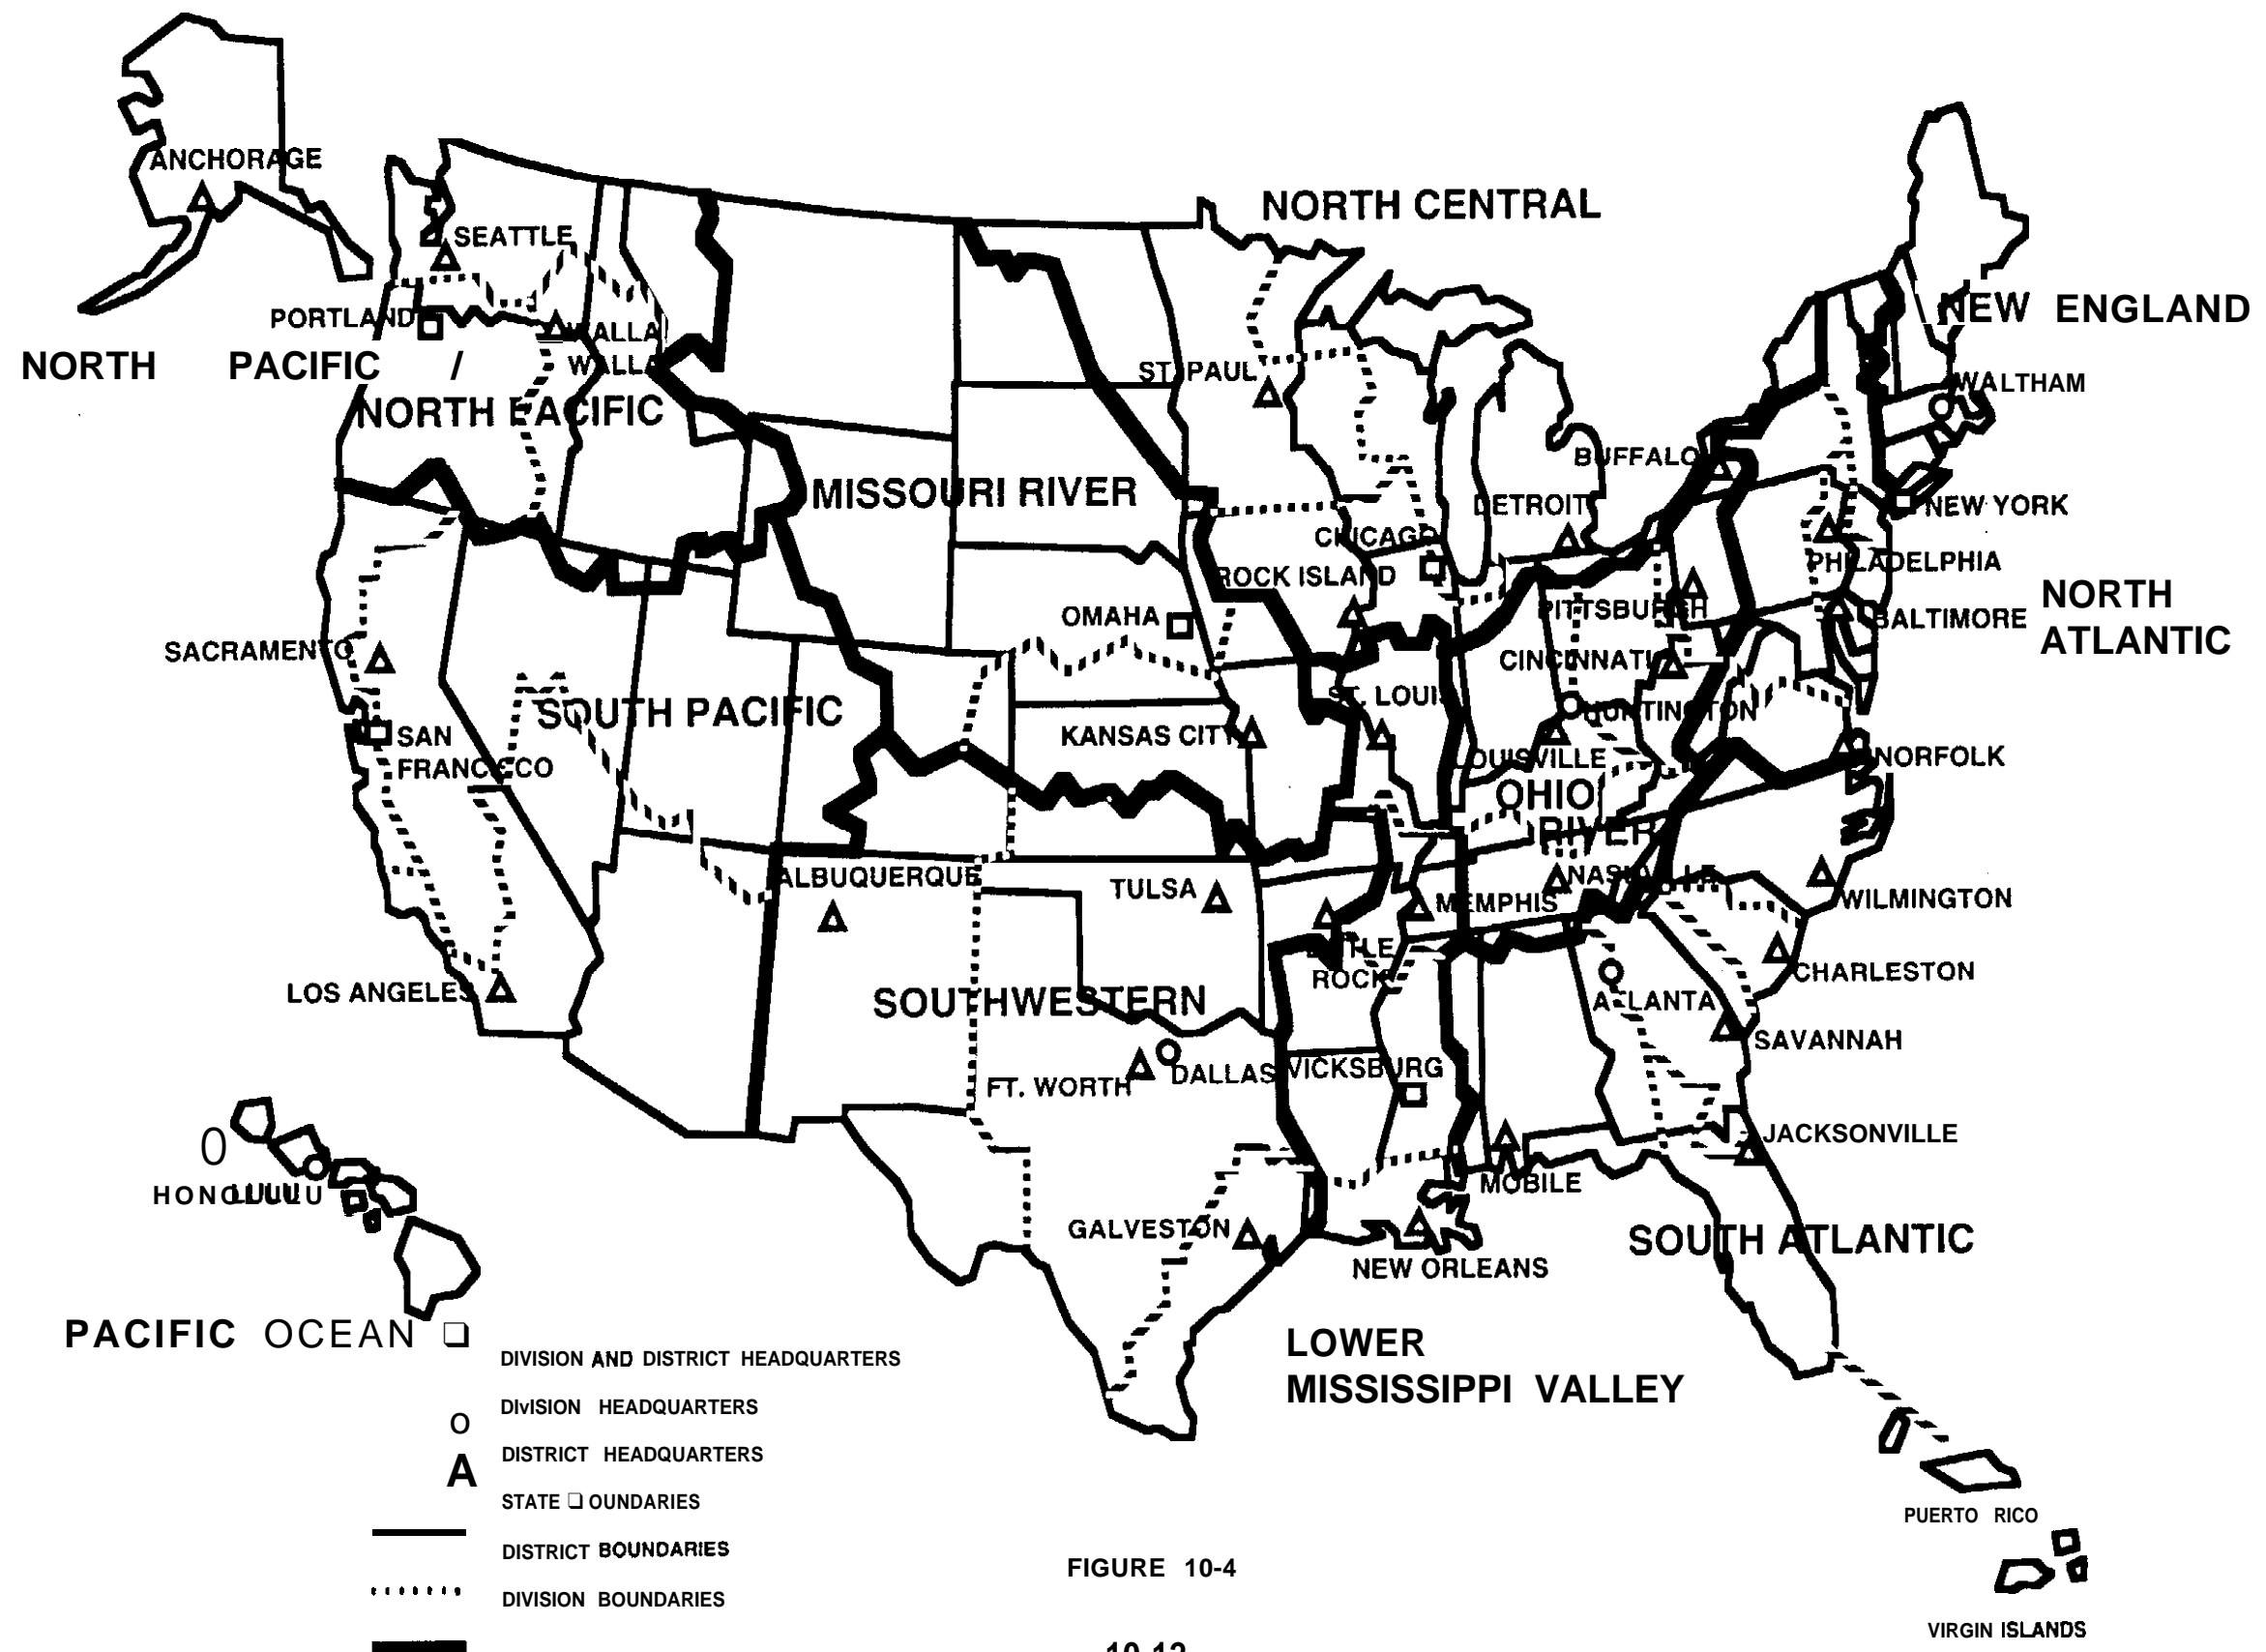 ANCHORAGE
NORTH CENTRAL
SEATTLE
NEW ENGLAND
PORTLAND
WALLA
WALLA
NORTH PACIFIC /
NORTH PACIFIC
ST. PAUL
WALTHAM
BUFFALO
MISSOURI RIVER
DETROIT
NEW YORK
CHICAGO
PHILADELPHIA
ROCK ISLAND
PITTSBURGH
NORTH
ATLANTIC
OMAHA
BALTIMORE
SACRAMENTO
CINCINNATI
ST. LOUIS
SOUTH PACIFIC
HUNTINGTON
KANSAS CITY
SAN
FRANCISCO
LOUISVILLE
NORFOLK
OHIO
RIVER
ALBUQUERQUE
TULSA
NASHVILLE
MEMPHIS
WILMINGTON
LITTLE
ROCK
CHARLESTON
LOS ANGELES
SOUTHWESTERN
ATLANTA
SAVANNAH
FT. WORTH
DALLAS
VICKSBURG
JACKSONVILLE
0
HONOLULU
MOBILE
GALVESTON
SOUTH ATLANTIC
NEW ORLEANS
PACIFIC OCEAN ❑
LOWER
MISSISSIPPI VALLEY
DIVISION AND DISTRICT HEADQUARTERS
DIvISION HEADQUARTERS
o
DISTRICT HEADQUARTERS
A
STATE ❑ OUNDARIES
DISTRICT BOUNDARIES
DIVISION BOUNDARIES
PUERTO RICO
FIGURE 10-4
VIRGIN ISLANDS
10-12